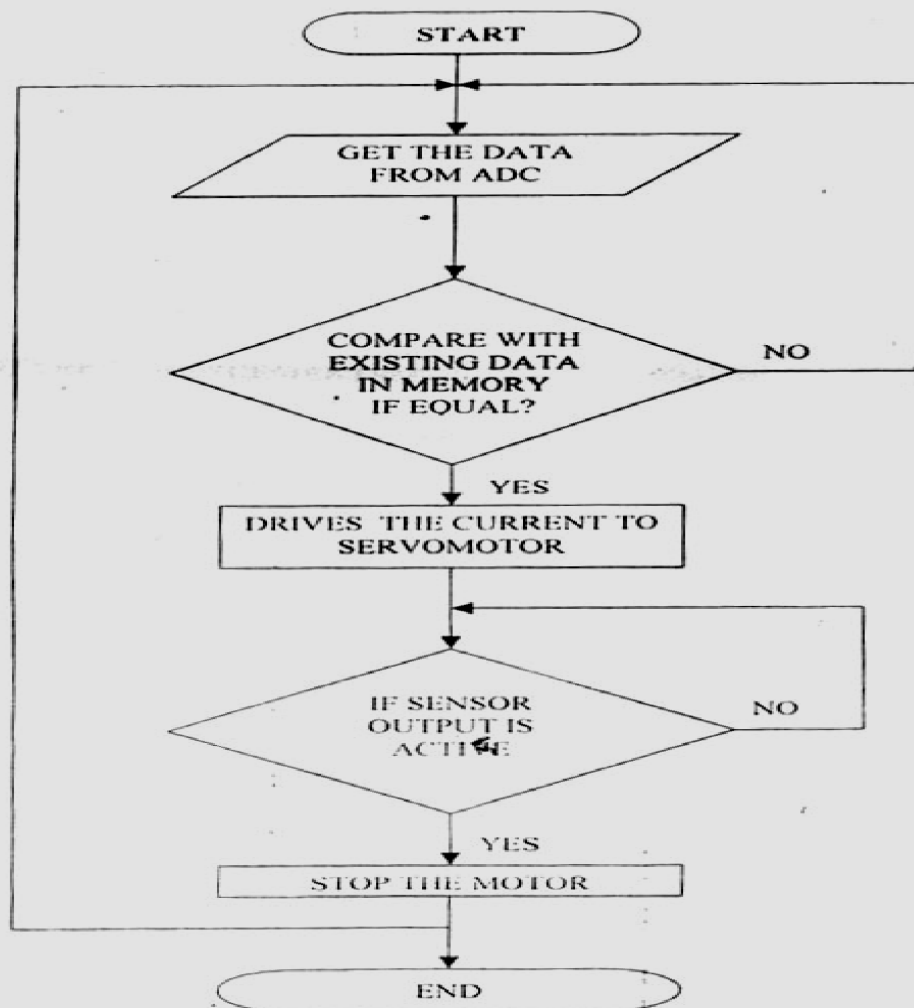 START
GET THE DATA
FROM ADC
COMPARE WITH
EXISTING DATA
IN MEMORY
IF EQUAL?
NO
YES
DRIVES THE CURRENT TO
SERVOMOTOR
IF SENSOR
OUTPUT IS
ACTIVE
NO
YES
STOP THE MOTOR
END